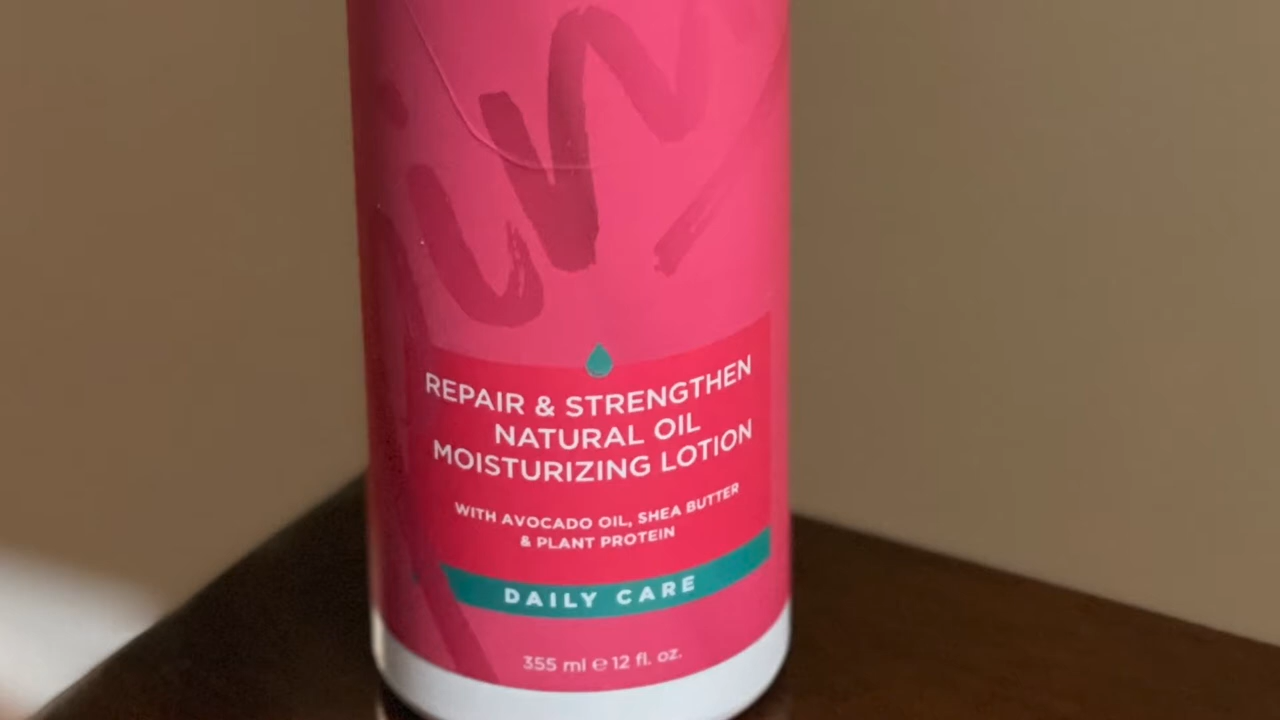 REPAIR & STRENGTHEN
NATURAL OIL
MOISTURIZING LOTION
WITH AVOCADO OIL, SHEA BUTTER
& PLANT PROTEIN
DAILY CARE
355 ml ℮ 12 fl. oz.